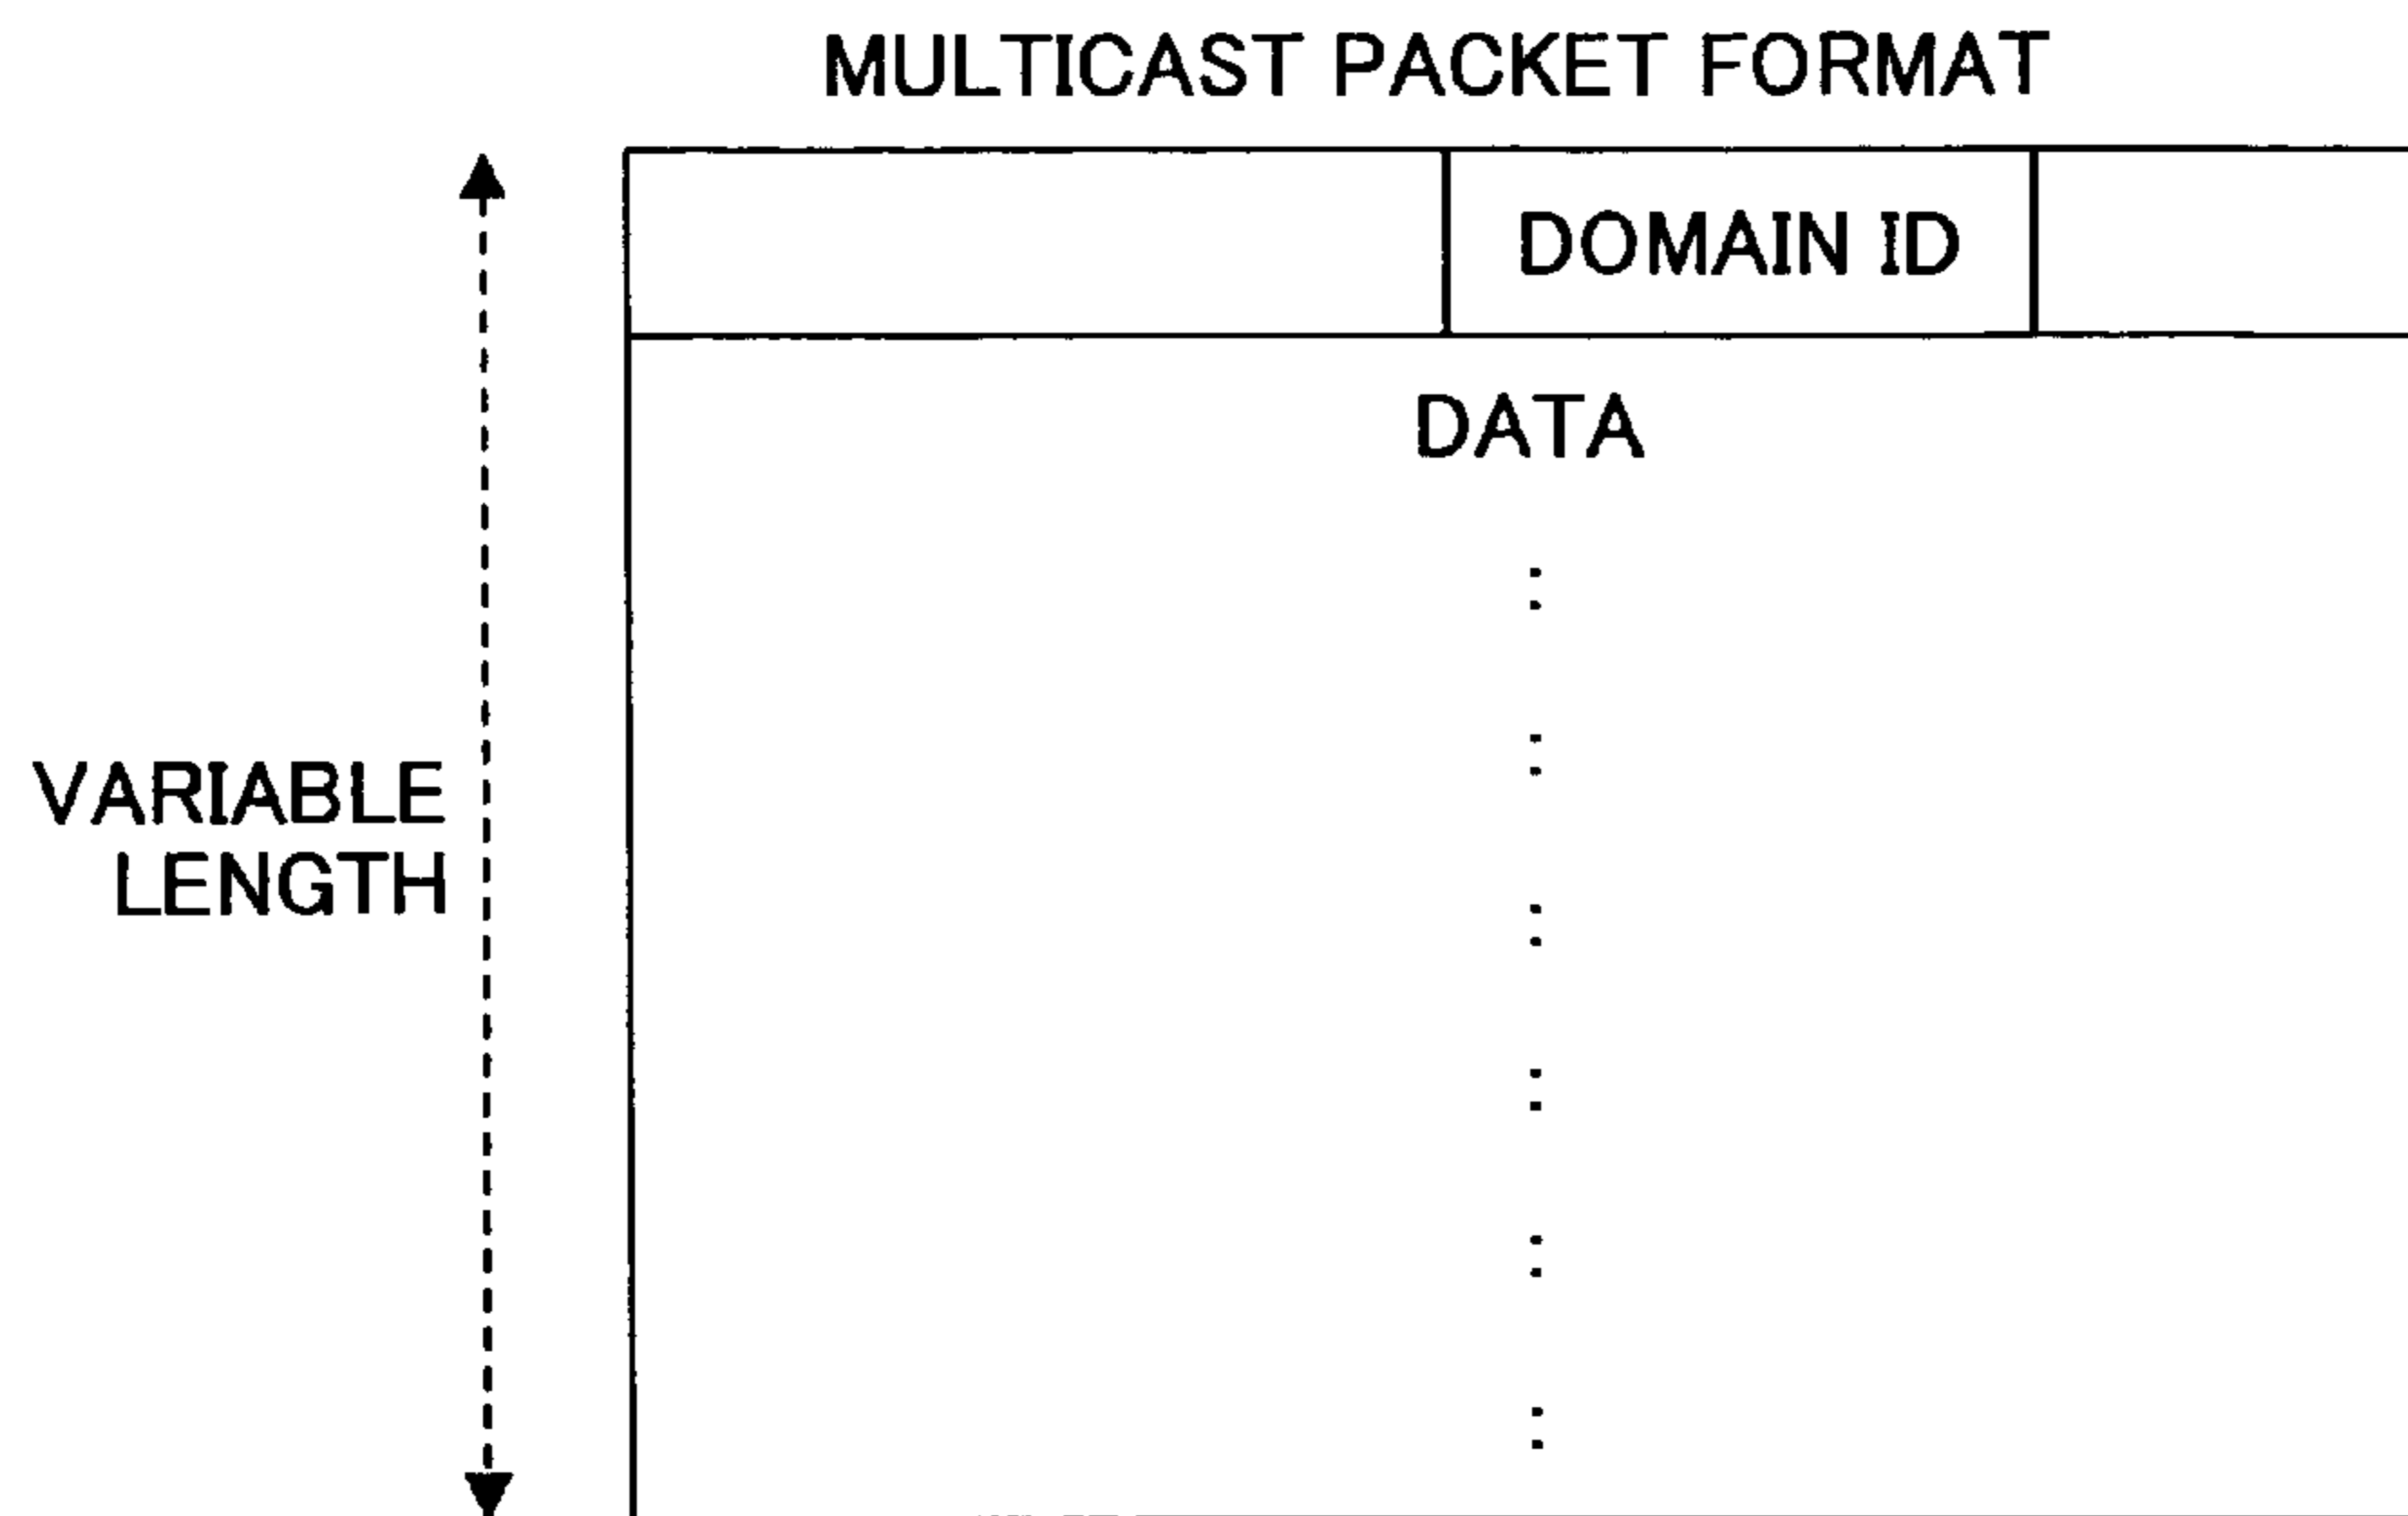 MULTICAST PACKET FORMAT
DOMAIN ID
DATA
VARIABLE
LENGTH